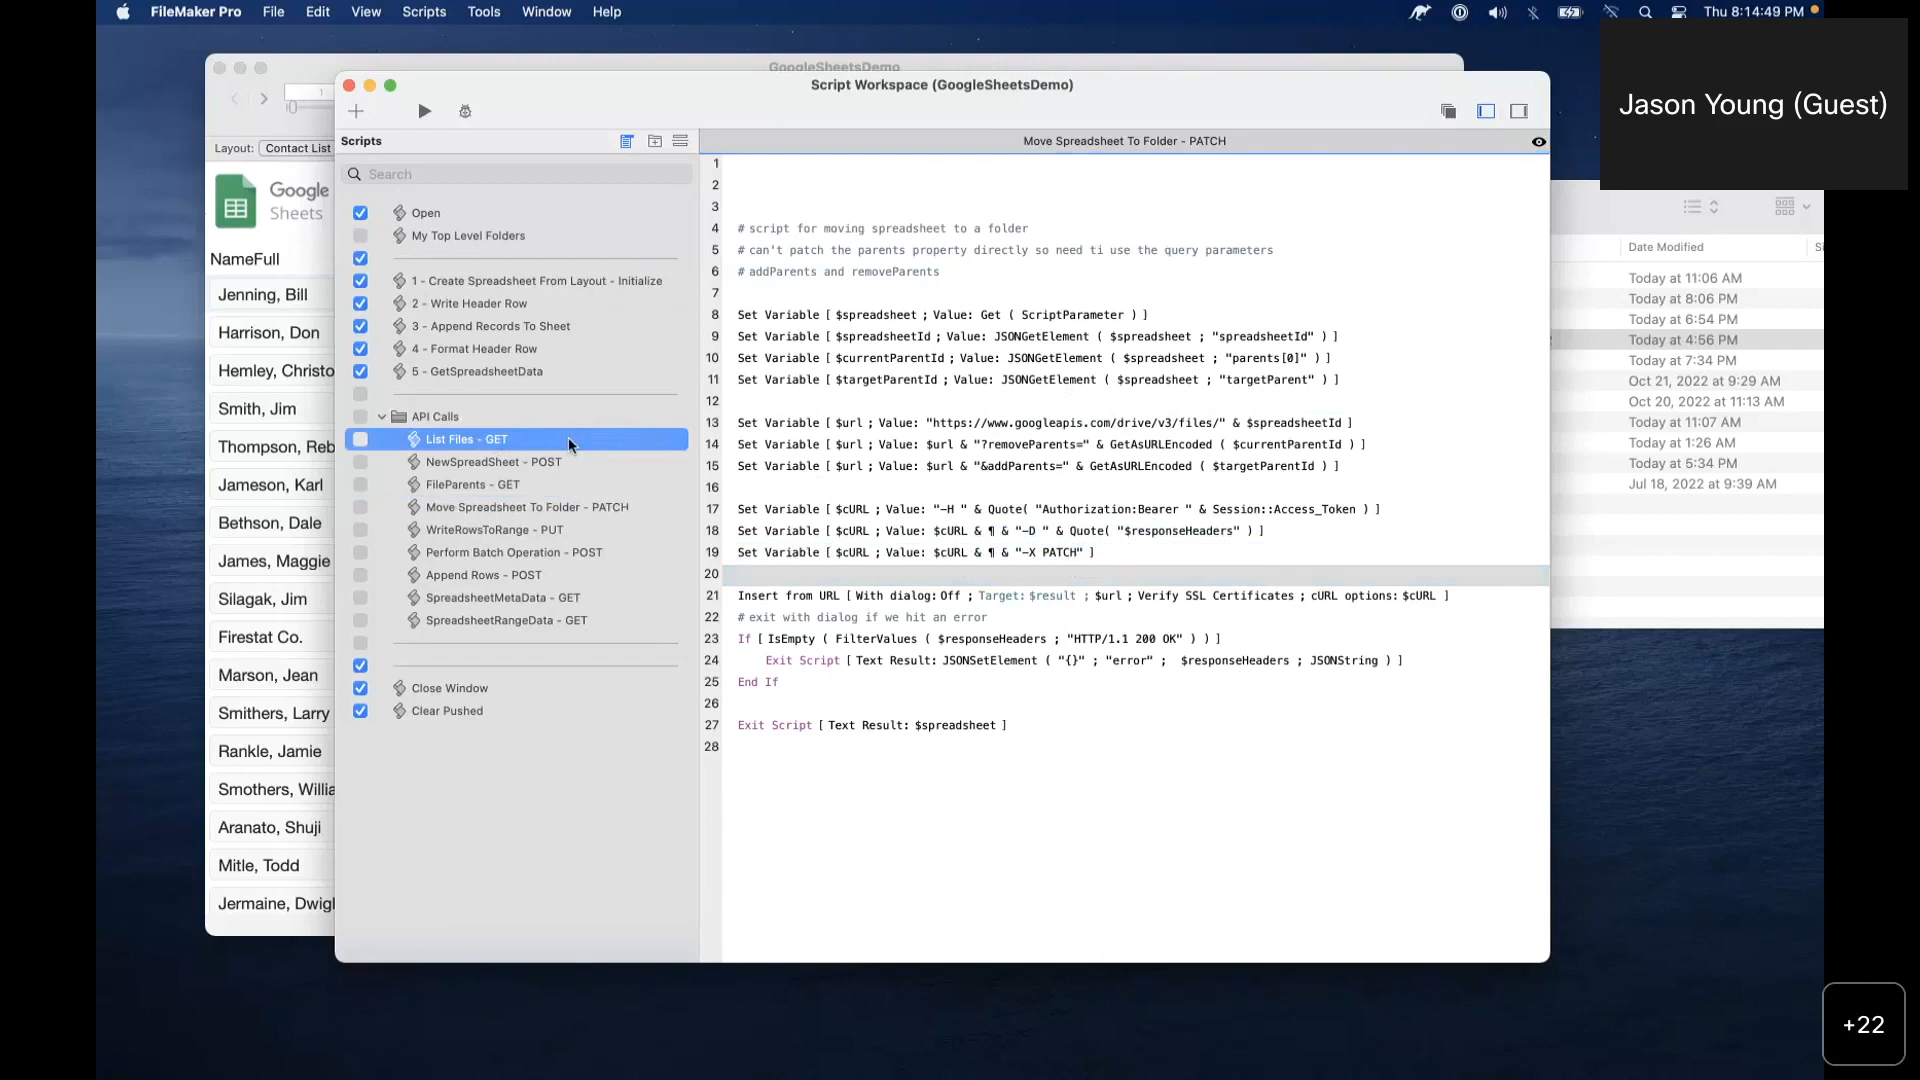 FileMaker Pro File Edit View Scripts Tools Window Help Thu 8:14:49 PM
Jason Young (Guest)
GoogleSheetsDemo
Script Workspace (GoogleSheetsDemo)
1
Layout: Contact List
Google
Sheets
NameFull
Jenning, Bill
Harrison, Don
Hemley, Christo
Smith, Jim
Thompson, Reb
Jameson, Karl
Bethson, Dale
James, Maggie
Silagak, Jim
Firestat Co.
Marson, Jean
Smithers, Larry
Rankle, Jamie
Smothers, Willia
Aranato, Shuji
Mitle, Todd
Jermaine, Dwigh
Scripts
Search
Open
My Top Level Folders
1 - Create Spreadsheet From Layout - Initialize
2 - Write Header Row
3 - Append Records To Sheet
4 - Format Header Row
5 - GetSpreadsheetData
API Calls
List Files - GET
NewSpreadSheet - POST
FileParents - GET
Move Spreadsheet To Folder - PATCH
WriteRowsToRange - PUT
Perform Batch Operation - POST
Append Rows - POST
SpreadsheetMetaData - GET
SpreadsheetRangeData - GET
Close Window
Clear Pushed
Move Spreadsheet To Folder - PATCH
1
2
3
4 # script for moving spreadsheet to a folder
5 # can't patch the parents property directly so need ti use the query parameters
6 # addParents and removeParents
7
8 Set Variable [ $spreadsheet ; Value: Get ( ScriptParameter ) ]
9 Set Variable [ $spreadsheetId ; Value: JSONGetElement ( $spreadsheet ; "spreadsheetId" ) ]
10 Set Variable [ $currentParentId ; Value: JSONGetElement ( $spreadsheet ; "parents[0]" ) ]
11 Set Variable [ $targetParentId ; Value: JSONGetElement ( $spreadsheet ; "targetParent" ) ]
12
13 Set Variable [ $url ; Value: "https://www.googleapis.com/drive/v3/files/" & $spreadsheetId ]
14 Set Variable [ $url ; Value: $url & "?removeParents=" & GetAsURLEncoded ( $currentParentId ) ]
15 Set Variable [ $url ; Value: $url & "&addParents=" & GetAsURLEncoded ( $targetParentId ) ]
16
17 Set Variable [ $cURL ; Value: "-H " & Quote( "Authorization:Bearer " & Session::Access_Token ) ]
18 Set Variable [ $cURL ; Value: $cURL & ¶ & "-D " & Quote( "$responseHeaders" ) ]
19 Set Variable [ $cURL ; Value: $cURL & ¶ & "-X PATCH" ]
20
21 Insert from URL [ With dialog: Off ; Target: $result ; $url ; Verify SSL Certificates ; cURL options: $cURL ]
22 # exit with dialog if we hit an error
23 If [ IsEmpty ( FilterValues ( $responseHeaders ; "HTTP/1.1 200 OK" ) ) ]
24 Exit Script [ Text Result: JSONSetElement ( "{}" ; "error" ; $responseHeaders ; JSONString ) ]
25 End If
26
27 Exit Script [ Text Result: $spreadsheet ]
28
Date Modified
Today at 11:06 AM
Today at 8:06 PM
Today at 6:54 PM
Today at 4:56 PM
Today at 7:34 PM
Oct 21, 2022 at 9:29 AM
Oct 20, 2022 at 11:13 AM
Today at 11:07 AM
Today at 1:26 AM
Today at 5:34 PM
Jul 18, 2022 at 9:39 AM
+22